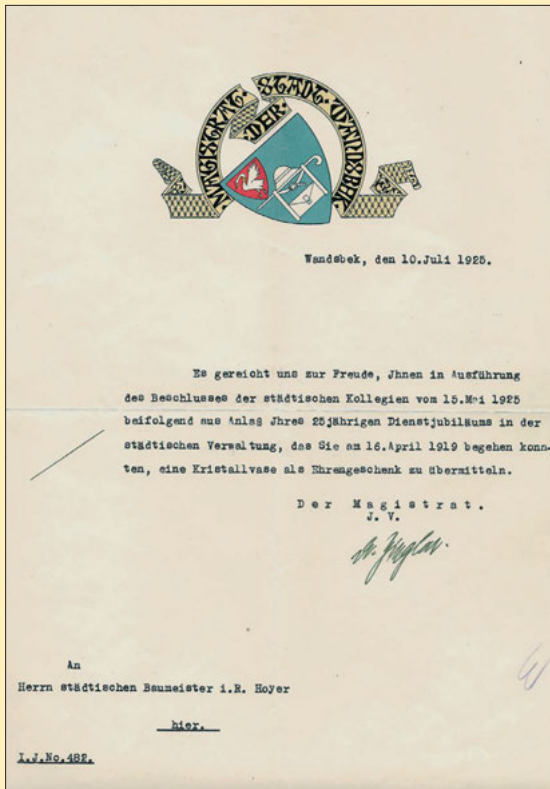 MAGISTRAT · DER · STADT · WANDSBEK ·
Wandsbek, den 10.Juli 1925.
Es gereicht uns zur Freude, Jhnen in Ausführung
des Beschlusses der städtischen Kollegien vom 15.Mai 1925
beifolgend aus Anlaß Jhres 25jährigen Dienstjubiläums in der
städtischen Verwaltung, das Sie am 16.April 1919 begehen konn-
ten, eine Kristallvase als Ehrengeschenk zu übermitteln.
Der Magistrat.
J. V.
An
Herrn städtischen Baumeister i.R. Hoyer
hier.
I.J.No.482.